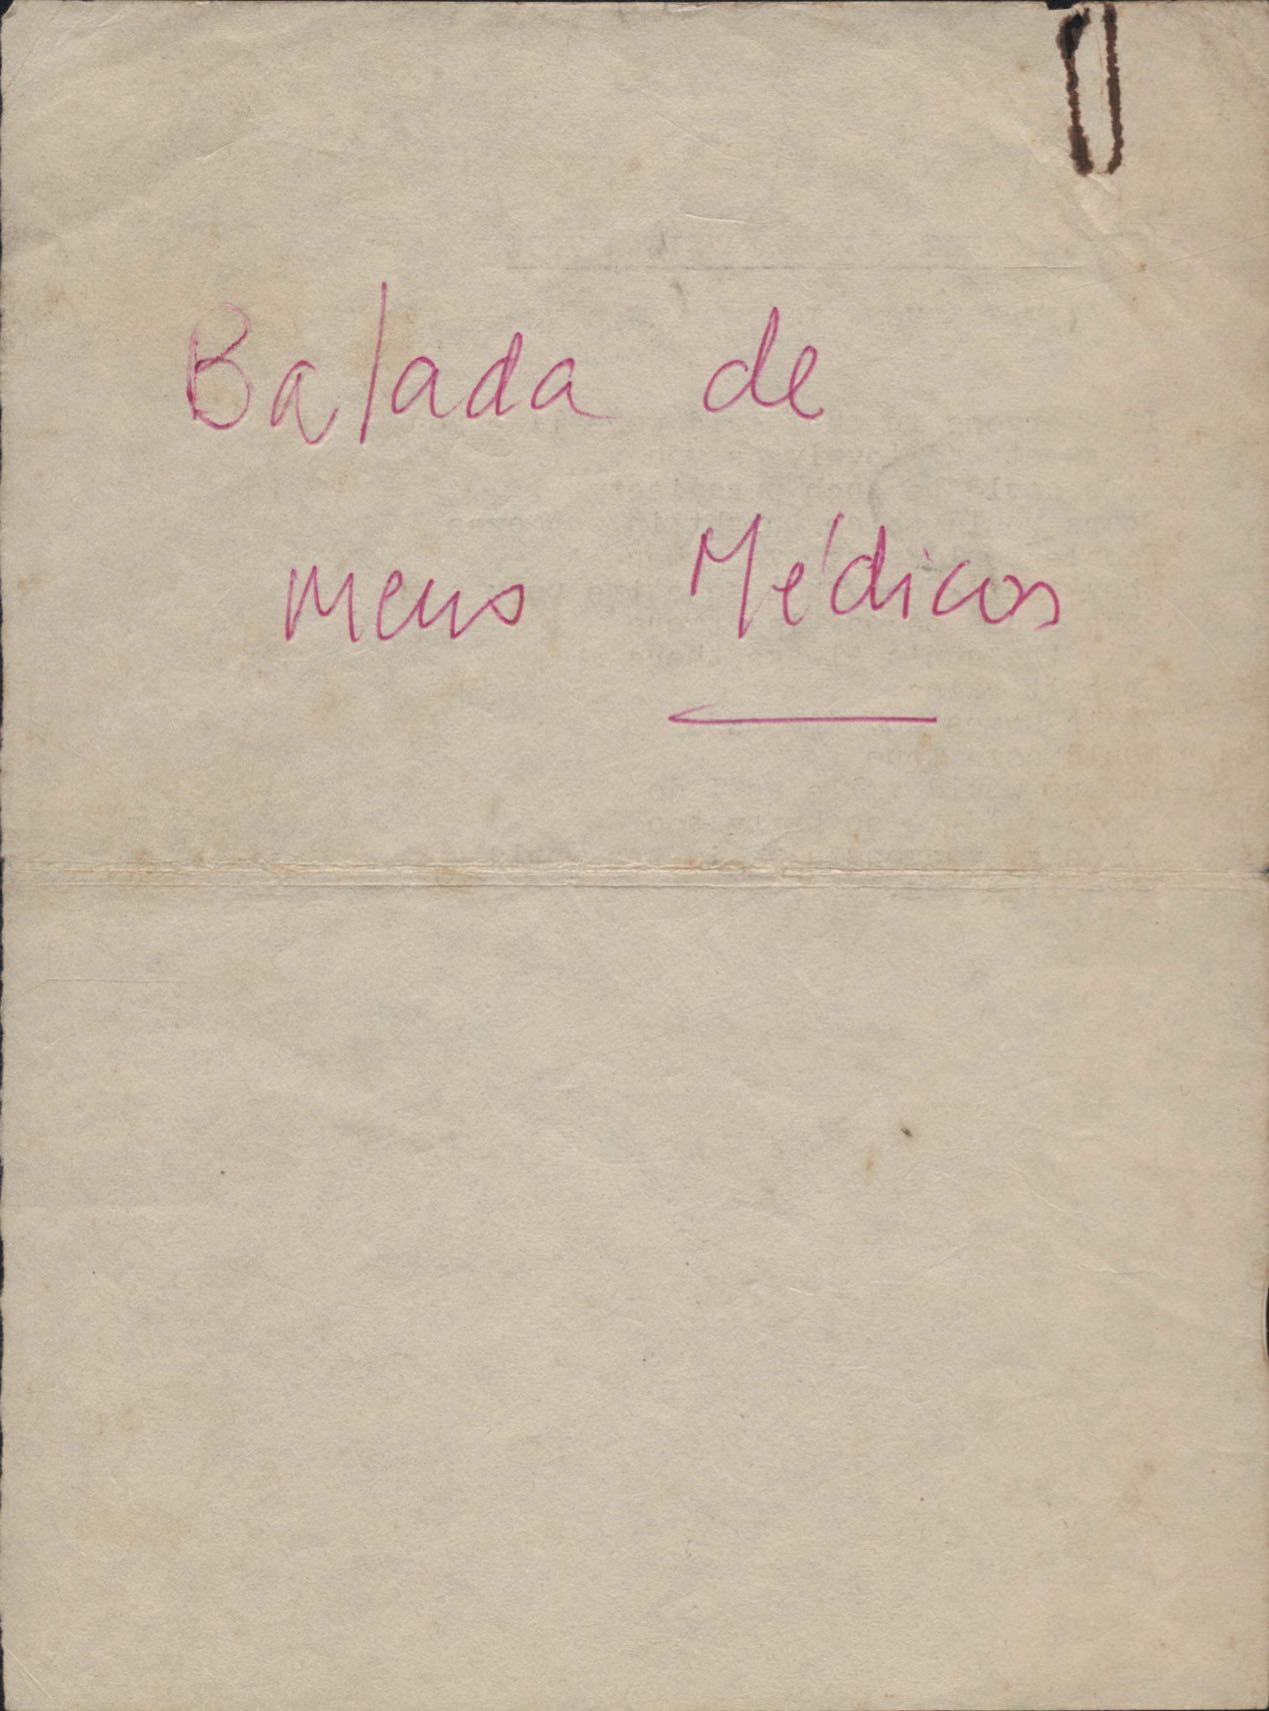 Balada de
meus Médicos